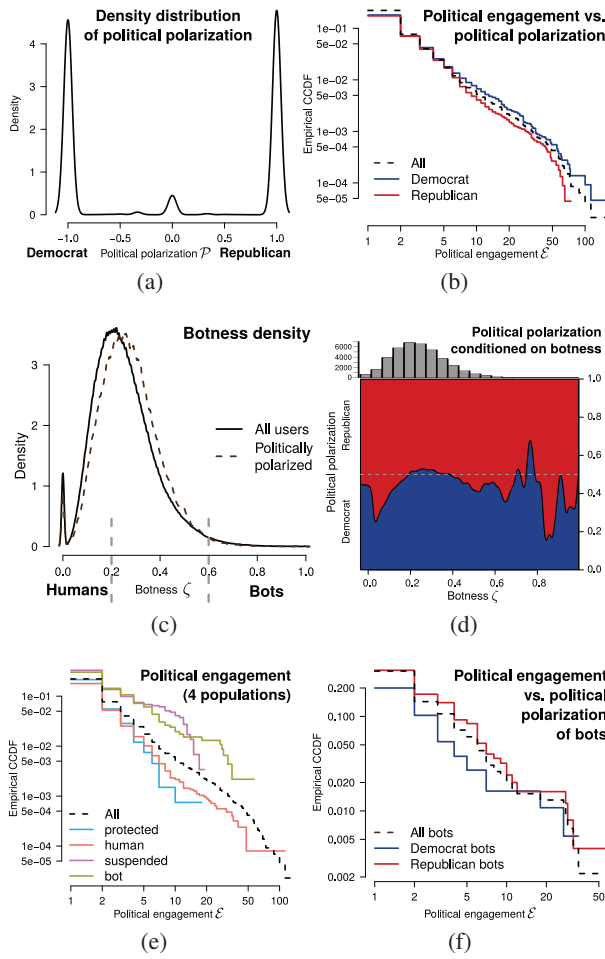 Density distribution
of political polarization
Density
0
1
2
3
4
5
−1.0
−0.5
0.0
0.5
1.0
Democrat
Political polarization 𝒫
Republican
(a)
Political engagement vs.
political polarization
Empirical CCDF
1e−01
5e−02
1e−02
5e−03
1e−03
5e−04
1e−04
5e−05
All
Democrat
Republican
1
2
5
10
20
50
100
Political engagement ℰ
(b)
Botness density
Density
0
1
2
3
All users
Politically
polarized
0.0
0.2
0.4
0.6
0.8
1.0
Humans
Botness ζ
Bots
(c)
Political polarization
conditioned on botness
6000
4000
2000
0
Political polarization
Democrat
Republican
0.0
0.2
0.4
0.6
0.8
1.0
0.0
0.2
0.4
0.6
0.8
Botness ζ
(d)
Political engagement
(4 populations)
Empirical CCDF
1e−01
5e−02
1e−02
5e−03
1e−03
5e−04
1e−04
5e−05
All
protected
human
suspended
bot
1
2
5
10
20
50
100
Political engagement ℰ
(e)
Political engagement
vs. political
polarization
of bots
Empirical CCDF
0.200
0.100
0.050
0.020
0.010
0.005
0.002
All bots
Democrat bots
Republican bots
1
2
5
10
20
50
Political engagement ℰ
(f)